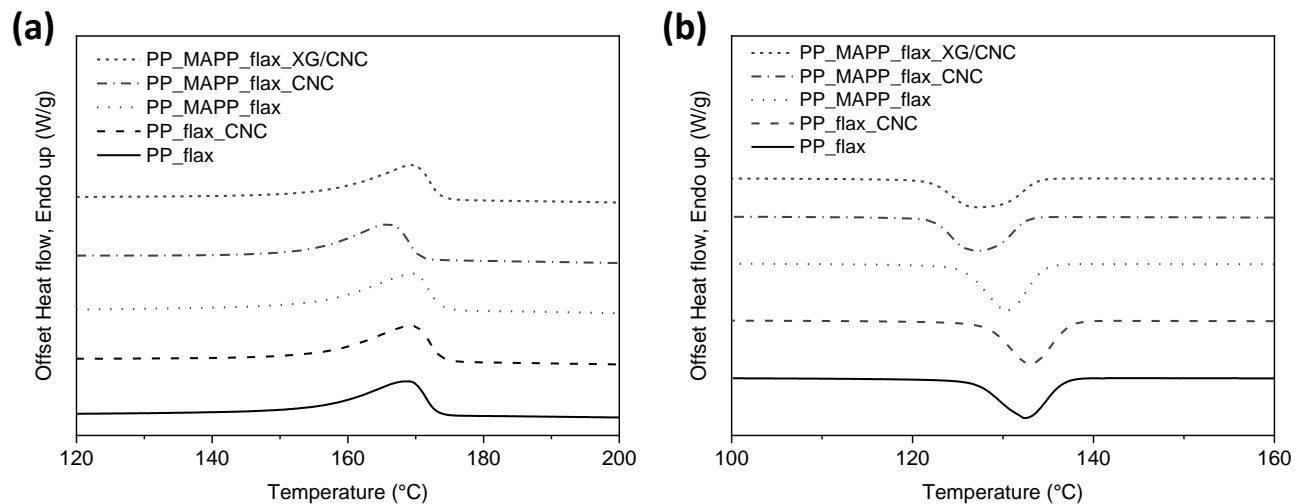 (a)
PP_MAPP_flax_XG/CNC
PP_MAPP_flax_CNC
PP_MAPP_flax
PP_flax_CNC
PP_flax
Offset Heat flow, Endo up (W/g)
120 140 160 180 200
Temperature (°C)
(b)
PP_MAPP_flax_XG/CNC
PP_MAPP_flax_CNC
PP_MAPP_flax
PP_flax_CNC
PP_flax
Offset Heat flow, Endo up (W/g)
100 120 140 160
Temperature (°C)